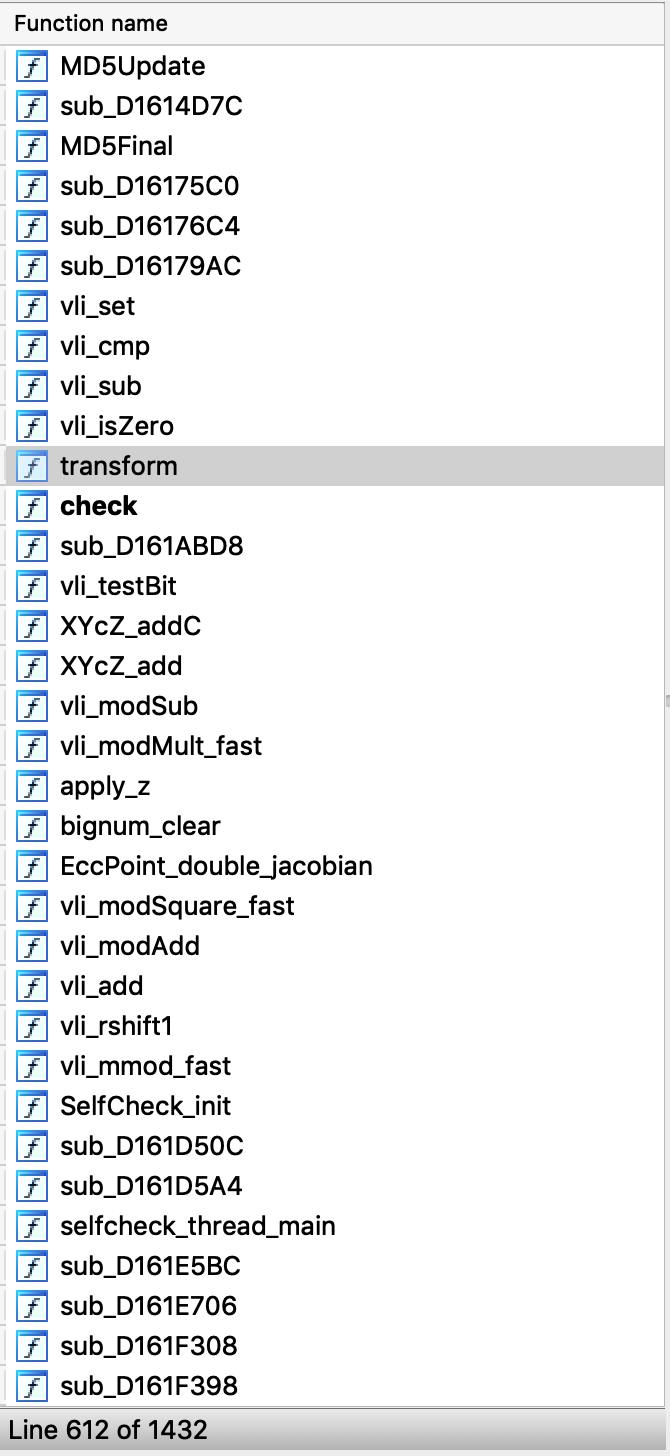 Function name
MD5Update
sub_D1614D7C
MD5Final
sub_D16175C0
sub_D16176C4
sub_D16179AC
vli_set
vli_cmp
vli_sub
vli_isZero
transform
check
sub_D161ABD8
vli_testBit
XYcZ_addC
XYcZ_add
vli_modSub
vli_modMult_fast
apply_z
bignum_clear
EccPoint_double_jacobian
vli_modSquare_fast
vli_modAdd
vli_add
vli_rshift1
vli_mmod_fast
SelfCheck_init
sub_D161D50C
sub_D161D5A4
selfcheck_thread_main
sub_D161E5BC
sub_D161E706
sub_D161F308
sub_D161F398
Line 612 of 1432